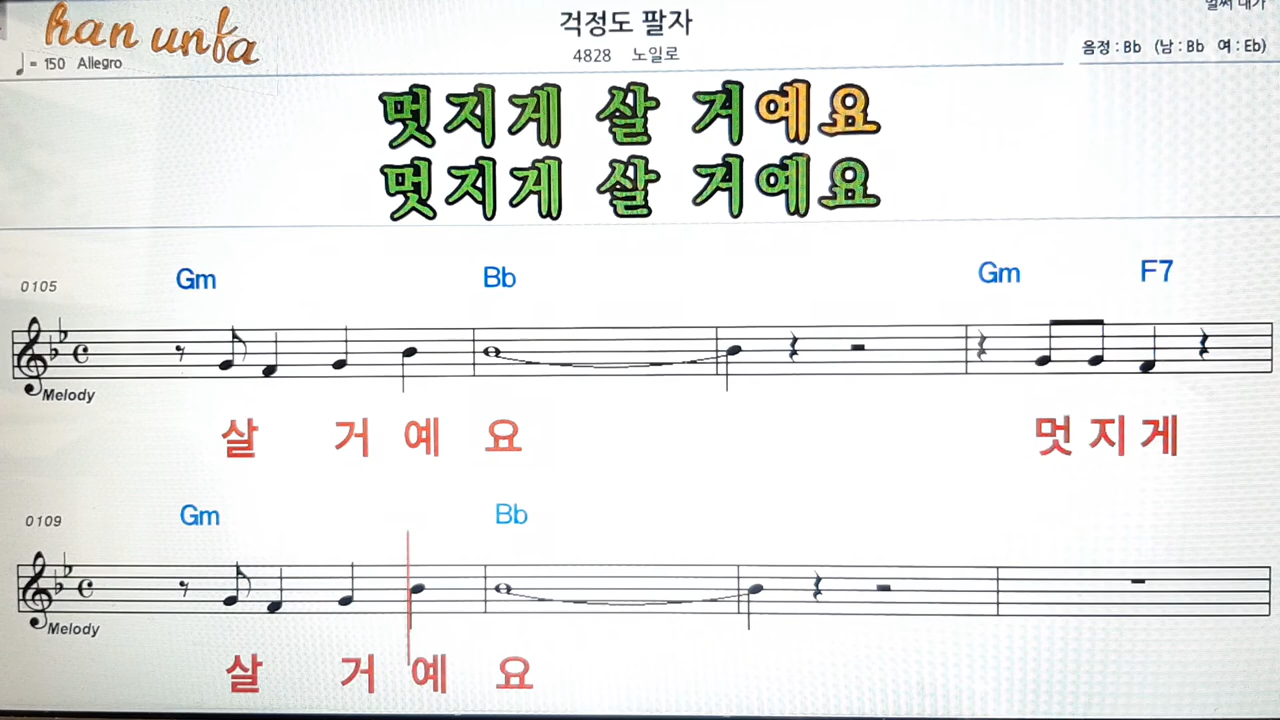 han unfa
♩= 150 Allegro
걱정도 팔자
4828 노일로
음정 : Bb (남 : Bb 여 : Eb)
멋지게 살 거예요
멋지게 살 거예요
0105
Gm Bb Gm F7
Melody
살 거 예 요 멋 지 게
0109
Gm Bb
Melody
살 거 예 요